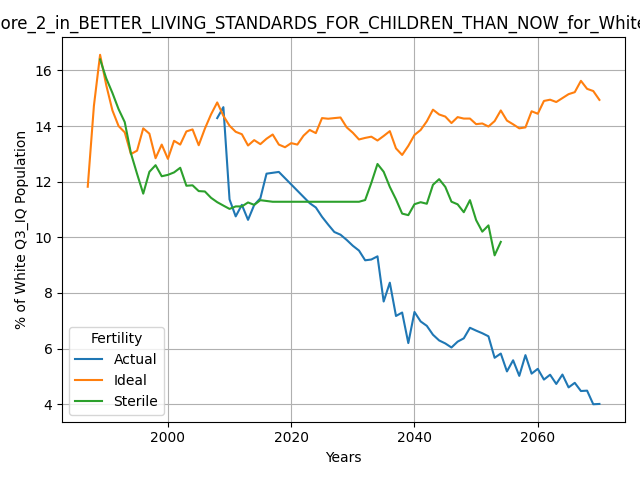 ore_2_in_BETTER_LIVING_STANDARDS_FOR_CHILDREN_THAN_NOW_for_White
% of White Q3_IQ Population
16
14
12
10
8
6
4
Fertility
Actual
Ideal
Sterile
2000 2020 2040 2060
Years